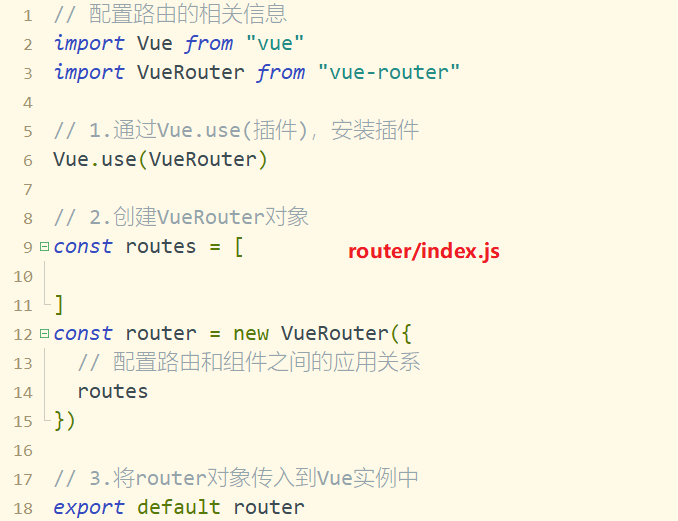 1 // 配置路由的相关信息
2 import Vue from "vue"
3 import VueRouter from "vue-router"
4
5 // 1.通过Vue.use(插件), 安装插件
6 Vue.use(VueRouter)
7
8 // 2.创建VueRouter对象
9 const routes = [ router/index.js
10
11 ]
12 const router = new VueRouter({
13 // 配置路由和组件之间的应用关系
14 routes
15 })
16
17 // 3.将router对象传入到Vue实例中
18 export default router